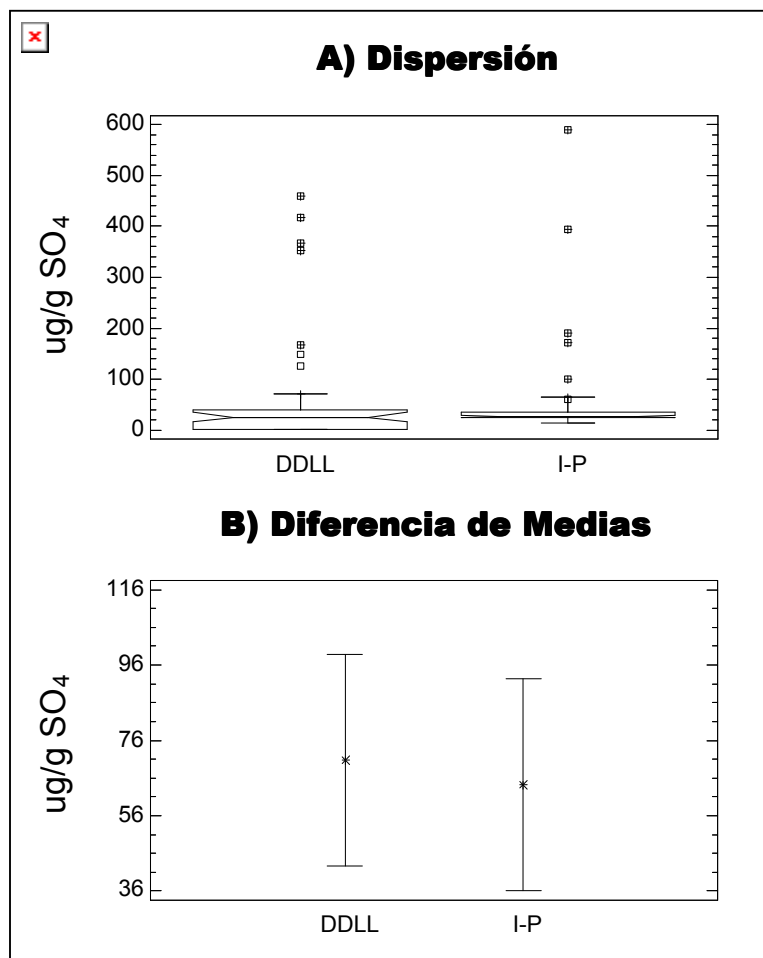 A) Dispersión
600
500
400
300
200
100
0
ug/g SO₄
DDLL I-P
B) Diferencia de Medias
116
96
76
56
36
ug/g SO₄
DDLL I-P